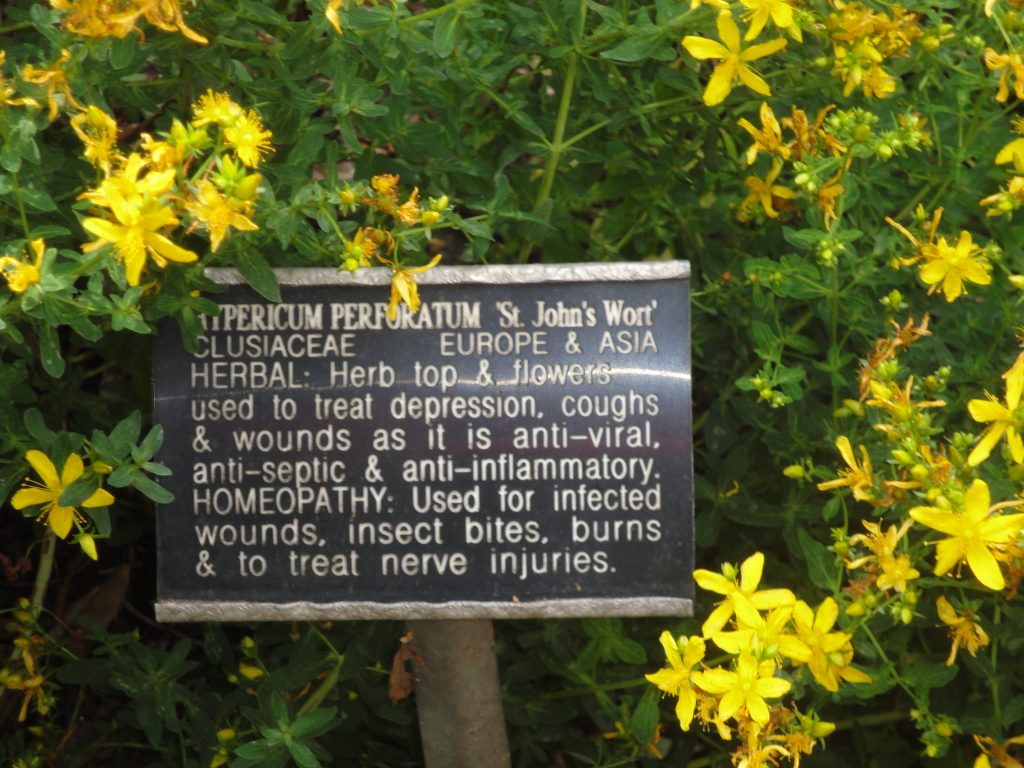 HYPERICUM PERFORATUM 'St. John's Wort'
CLUSIACEAE EUROPE & ASIA
HERBAL: Herb top & flowers
used to treat depression, coughs
& wounds as it is anti-viral,
anti-septic & anti-inflammatory.
HOMEOPATHY: Used for infected
wounds, insect bites, burns
& to treat nerve injuries.